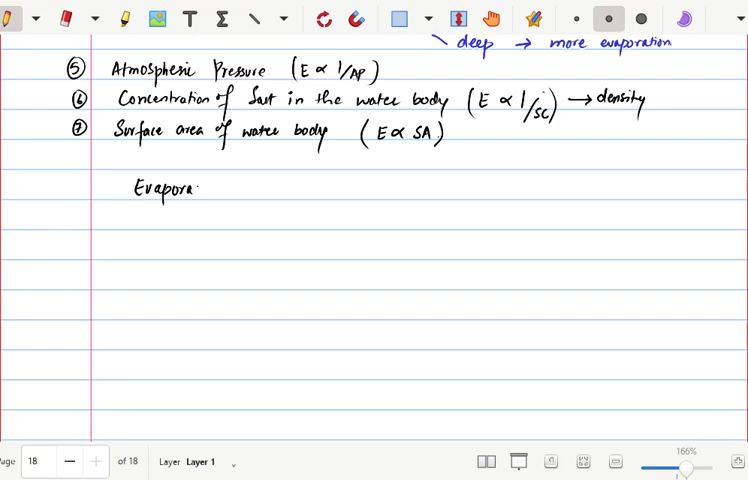 deep → more evaporation
⑤ Atmospheric Pressure (E ∝ 1/AP)
⑥ Concentration of Salt in the water body (E ∝ 1/SC) → density
⑦ Surface area of water body (E ∝ SA)
Evapora
Page 18 of 18 Layer Layer 1 166%